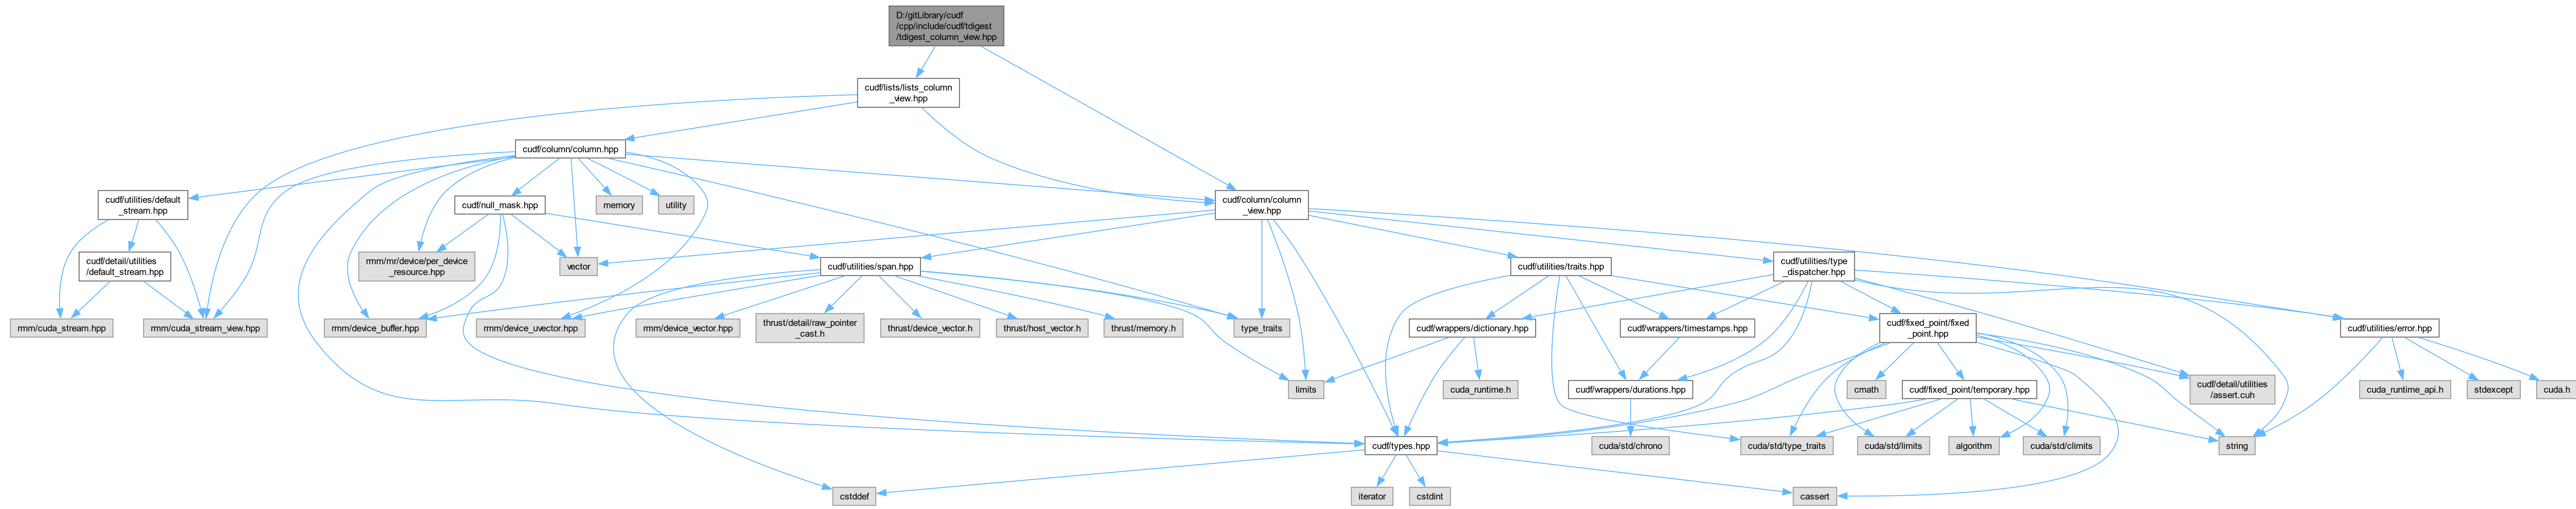 D:/gitLibrary/cudf
/cpp/include/cudf/tdigest
/tdigest_column_view.hpp
cudf/lists/lists_column
_view.hpp
cudf/column/column.hpp
cudf/utilities/default
_stream.hpp
cudf/null_mask.hpp
memory
utility
cudf/column/column
_view.hpp
cudf/detail/utilities
/default_stream.hpp
rmm/mr/device/per_device
_resource.hpp
vector
cudf/utilities/span.hpp
cudf/utilities/traits.hpp
cudf/utilities/type
_dispatcher.hpp
rmm/cuda_stream.hpp
rmm/cuda_stream_view.hpp
rmm/device_buffer.hpp
rmm/device_uvector.hpp
rmm/device_vector.hpp
thrust/detail/raw_pointer
_cast.h
thrust/device_vector.h
thrust/host_vector.h
thrust/memory.h
type_traits
cudf/wrappers/dictionary.hpp
cudf/wrappers/timestamps.hpp
cudf/fixed_point/fixed
_point.hpp
cudf/utilities/error.hpp
limits
cuda_runtime.h
cudf/wrappers/durations.hpp
cmath
cudf/fixed_point/temporary.hpp
cudf/detail/utilities
/assert.cuh
cuda_runtime_api.h
stdexcept
cuda.h
cudf/types.hpp
cuda/std/chrono
cuda/std/type_traits
cuda/std/limits
algorithm
cuda/std/climits
string
cstddef
iterator
cstdint
cassert